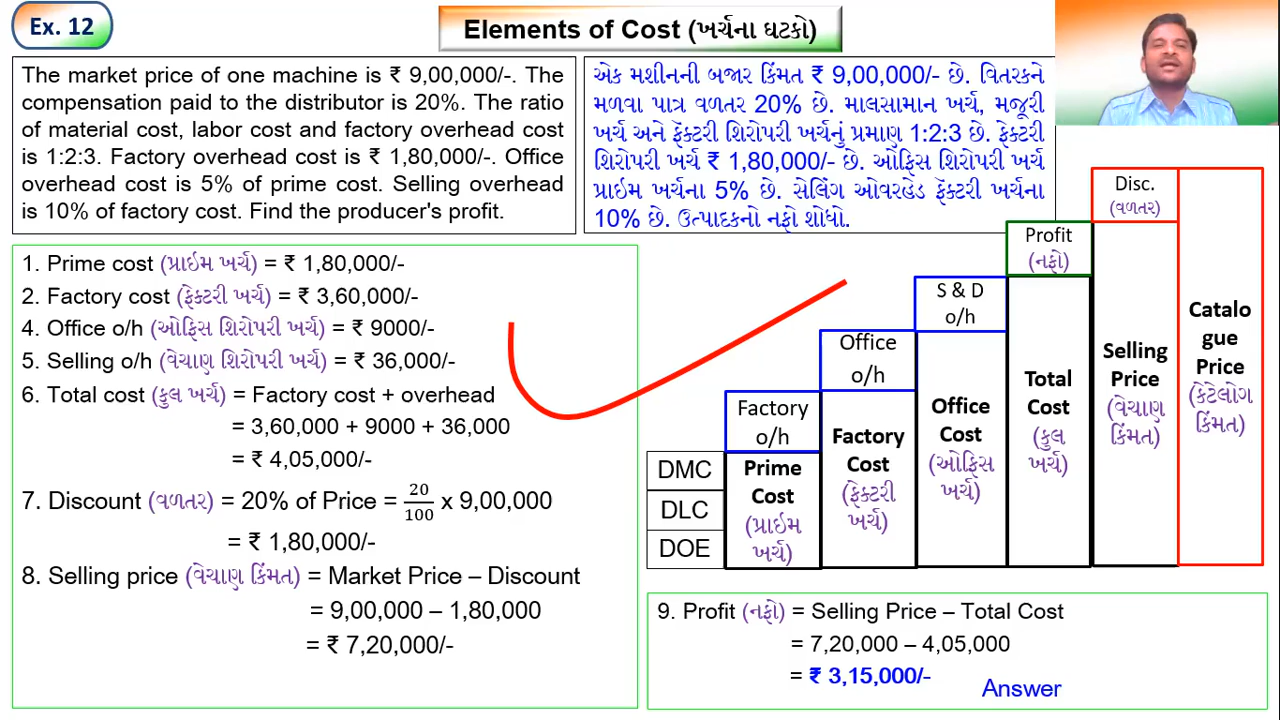 Ex. 12
Elements of Cost (ખર્ચના ઘટકો)
The market price of one machine is ₹ 9,00,000/-. The
compensation paid to the distributor is 20%. The ratio
of material cost, labor cost and factory overhead cost
is 1:2:3. Factory overhead cost is ₹ 1,80,000/-. Office
overhead cost is 5% of prime cost. Selling overhead
is 10% of factory cost. Find the producer's profit.
એક મશીનની બજાર કિંમત ₹ 9,00,000/- છે. વિતરકને
મળવા પાત્ર વળતર 20% છે. માલસામાન ખર્ચ, મજૂરી
ખર્ચ અને ફૅક્ટરી શિરોપરી ખર્ચનું પ્રમાણ 1:2:3 છે. ફેક્ટરી
શિરોપરી ખર્ચ ₹ 1,80,000/- છે. ઓફિસ શિરોપરી ખર્ચ
પ્રાઇમ ખર્ચના 5% છે. સેલિંગ ઓવરહેડ ફૅક્ટરી ખર્ચના
10% છે. ઉત્પાદકનો નફો શોધો.
1. Prime cost (પ્રાઇમ ખર્ચ) = ₹ 1,80,000/-
2. Factory cost (ફેક્ટરી ખર્ચ) = ₹ 3,60,000/-
4. Office o/h (ઓફિસ શિરોપરી ખર્ચ) = ₹ 9000/-
5. Selling o/h (વેચાણ શિરોપરી ખર્ચ) = ₹ 36,000/-
6. Total cost (કુલ ખર્ચ) = Factory cost + overhead
= 3,60,000 + 9000 + 36,000
= ₹ 4,05,000/-
7. Discount (વળતર) = 20% of Price = 20/100 x 9,00,000
= ₹ 1,80,000/-
8. Selling price (વેચાણ કિંમત) = Market Price – Discount
= 9,00,000 – 1,80,000
= ₹ 7,20,000/-
DMC
DLC
DOE
Factory
o/h
Prime
Cost
(પ્રાઇમ
ખર્ચ)
Office
o/h
Factory
Cost
(ફેક્ટરી
ખર્ચ)
S & D
o/h
Office
Cost
(ઓફિસ
ખર્ચ)
Profit
(નફો)
Total
Cost
(કુલ
ખર્ચ)
Disc.
(વળતર)
Selling
Price
(વેચાણ
કિંમત)
Catalo
gue
Price
(કેટેલોગ
કિંમત)
9. Profit (નફો) = Selling Price – Total Cost
= 7,20,000 – 4,05,000
= ₹ 3,15,000/-
Answer